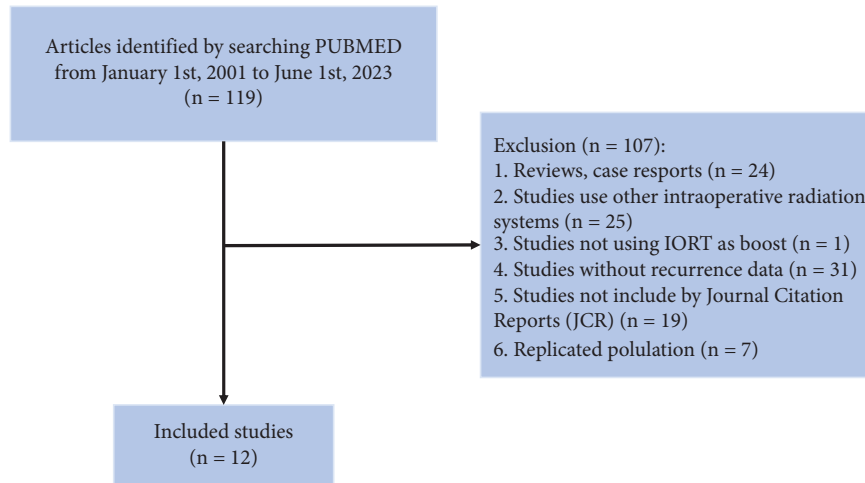 Articles identified by searching PUBMED
from January 1st, 2001 to June 1st, 2023
(n = 119)
Exclusion (n = 107):
1. Reviews, case resports (n = 24)
2. Studies use other intraoperative radiation
systems (n = 25)
3. Studies not using IORT as boost (n = 1)
4. Studies without recurrence data (n = 31)
5. Studies not include by Journal Citation
Reports (JCR) (n = 19)
6. Replicated polulation (n = 7)
Included studies
(n = 12)